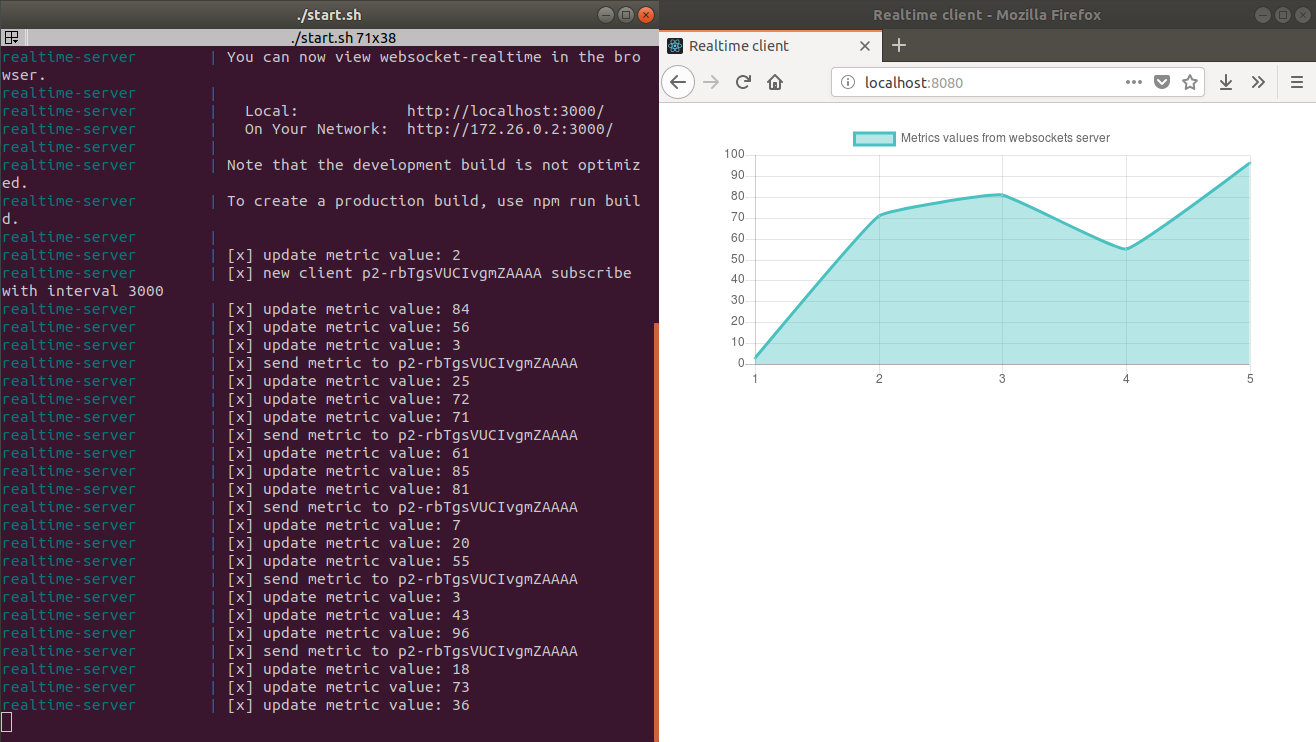 ./start.sh
./start.sh 71x38
realtime-server | You can now view websocket-realtime in the bro
wser.
realtime-server |
realtime-server | Local: http://localhost:3000/
realtime-server | On Your Network: http://172.26.0.2:3000/
realtime-server |
realtime-server | Note that the development build is not optimiz
ed.
realtime-server | To create a production build, use npm run buil
d.
realtime-server |
realtime-server | [x] update metric value: 2
realtime-server | [x] new client p2-rbTgsVUCIvgmZAAAA subscribe
with interval 3000
realtime-server | [x] update metric value: 84
realtime-server | [x] update metric value: 56
realtime-server | [x] update metric value: 3
realtime-server | [x] send metric to p2-rbTgsVUCIvgmZAAAA
realtime-server | [x] update metric value: 25
realtime-server | [x] update metric value: 72
realtime-server | [x] update metric value: 71
realtime-server | [x] send metric to p2-rbTgsVUCIvgmZAAAA
realtime-server | [x] update metric value: 61
realtime-server | [x] update metric value: 85
realtime-server | [x] update metric value: 81
realtime-server | [x] send metric to p2-rbTgsVUCIvgmZAAAA
realtime-server | [x] update metric value: 7
realtime-server | [x] update metric value: 20
realtime-server | [x] update metric value: 55
realtime-server | [x] send metric to p2-rbTgsVUCIvgmZAAAA
realtime-server | [x] update metric value: 3
realtime-server | [x] update metric value: 43
realtime-server | [x] update metric value: 96
realtime-server | [x] send metric to p2-rbTgsVUCIvgmZAAAA
realtime-server | [x] update metric value: 18
realtime-server | [x] update metric value: 73
realtime-server | [x] update metric value: 36
Realtime client - Mozilla Firefox
Realtime client
localhost:8080
Metrics values from websockets server
100
90
80
70
60
50
40
30
20
10
0
1 2 3 4 5